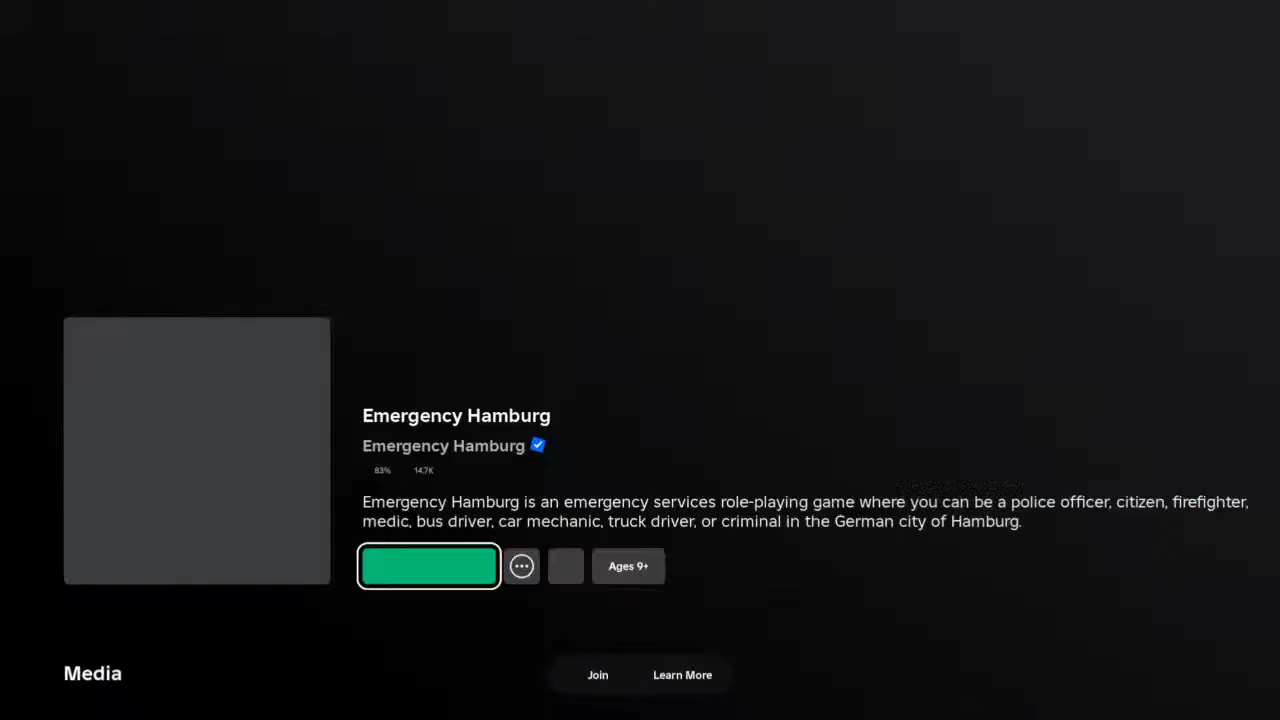 Emergency Hamburg
Emergency Hamburg
83% 14.7K
Emergency Hamburg is an emergency services role-playing game where you can be a police officer, citizen, firefighter,
medic, bus driver, car mechanic, truck driver, or criminal in the German city of Hamburg.
Ages 9+
Media
Join Learn More